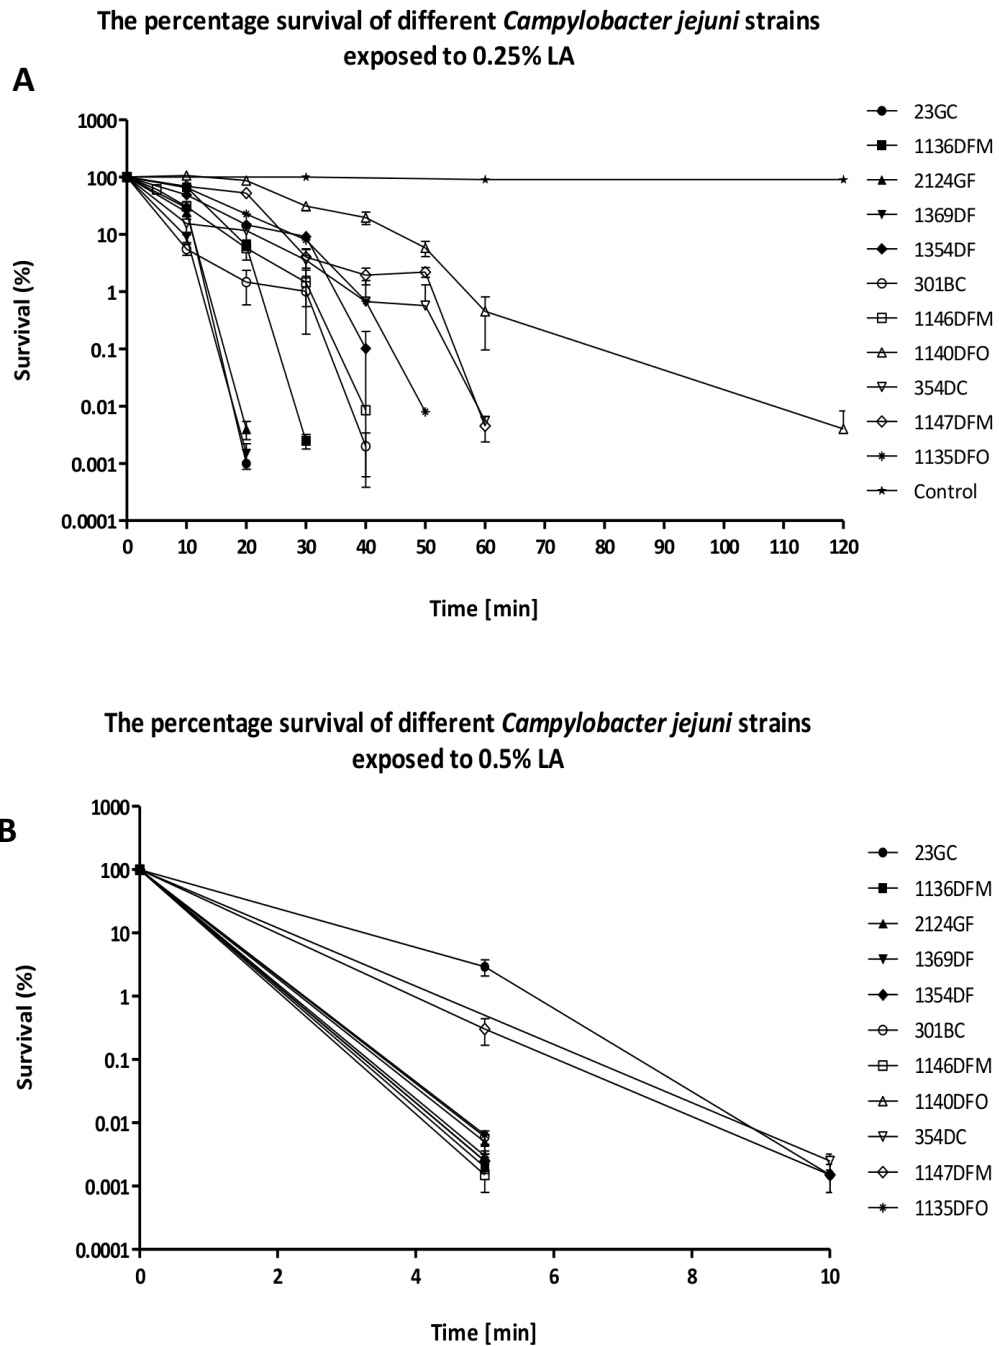 The percentage survival of different Campylobacter jejuni strains
exposed to 0.25% LA
A
1000
100
10
1
0.1
0.01
0.001
0.0001
Survival (%)
0 10 20 30 40 50 60 70 80 90 100 110 120
Time [min]
23GC
1136DFM
2124GF
1369DF
1354DF
301BC
1146DFM
1140DFO
354DC
1147DFM
1135DFO
Control
The percentage survival of different Campylobacter jejuni strains
exposed to 0.5% LA
B
1000
100
10
1
0.1
0.01
0.001
0.0001
Survival (%)
0 2 4 6 8 10
Time [min]
23GC
1136DFM
2124GF
1369DF
1354DF
301BC
1146DFM
1140DFO
354DC
1147DFM
1135DFO